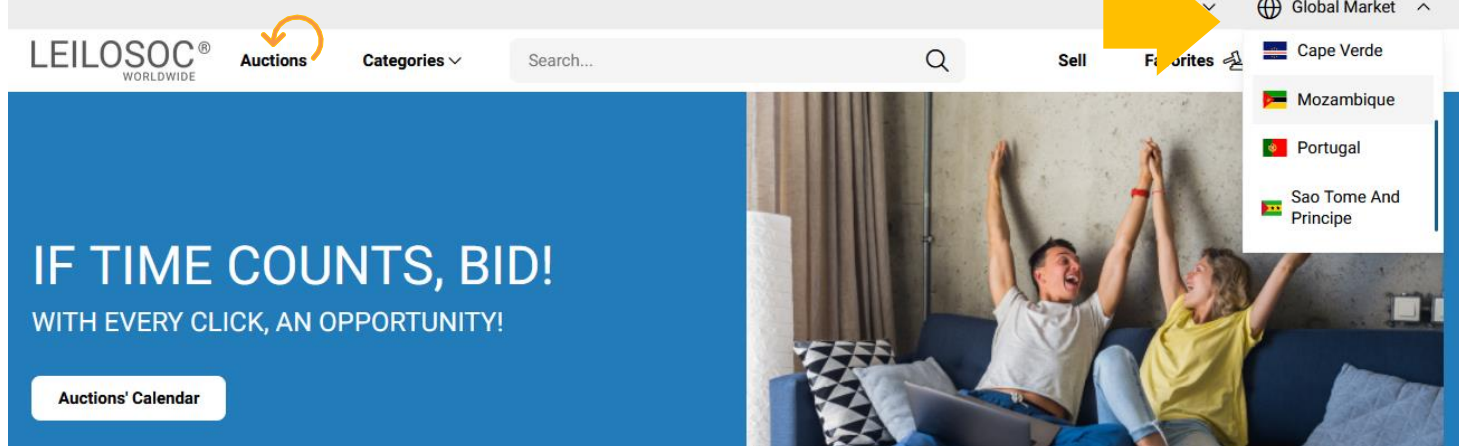 Global Market
LEILOSOC®
WORLDWIDE
Auctions
Categories
Search...
Sell
Cape Verde
Mozambique
Portugal
Sao Tome And
Principe
IF TIME COUNTS, BID!
WITH EVERY CLICK, AN OPPORTUNITY!
Auctions' Calendar